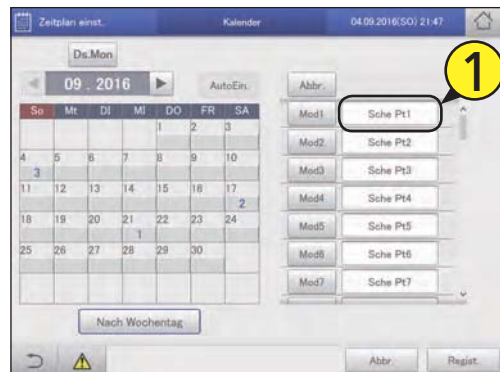 Zeitplan einst. Kalender 04.09.2016(SO) 21:47
Ds.Mon
09 . 2016 AutoEin. Abbr.
So Mt DI MI DO FR SA
1 2 3
4 5 6 7 8 9 10
3
11 12 13 14 15 16 17
2
18 19 20 21 22 23 24
1
25 26 27 28 29 30
Mod1 Sche Pt1
Mod2 Sche Pt2
Mod3 Sche Pt3
Mod4 Sche Pt4
Mod5 Sche Pt5
Mod6 Sche Pt6
Mod7 Sche Pt7
1
Nach Wochentag
Abbr. Regist.